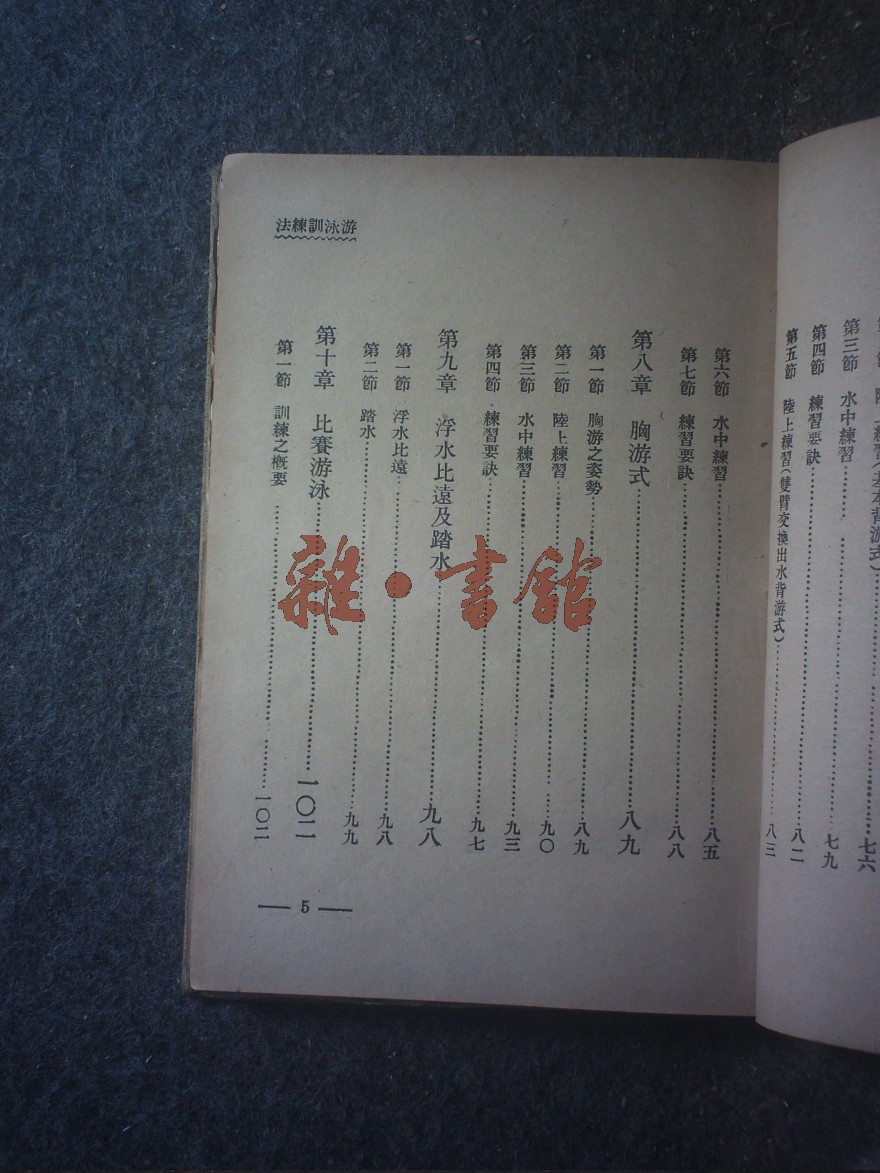 本背游式)……七六
第三節 水中練習……七九
第四節 練習要訣……八二
第五節 陸上練習(雙臂交換出水背游式)……八三
游泳訓練法
第六節 水中練習……八五
第七節 練習要訣……八八
第八章 胸游式……八九
第一節 胸游之姿勢……八九
第二節 陸上練習……九〇
第三節 水中練習……九三
第四節 練習要訣……九七
第九章 浮水比遠及踏水……九八
第一節 浮水比遠……九八
第二節 踏水……九九
第十章 比賽游泳……一〇二
第一節 訓練之概要……一〇二
— 5 —
雜·書館